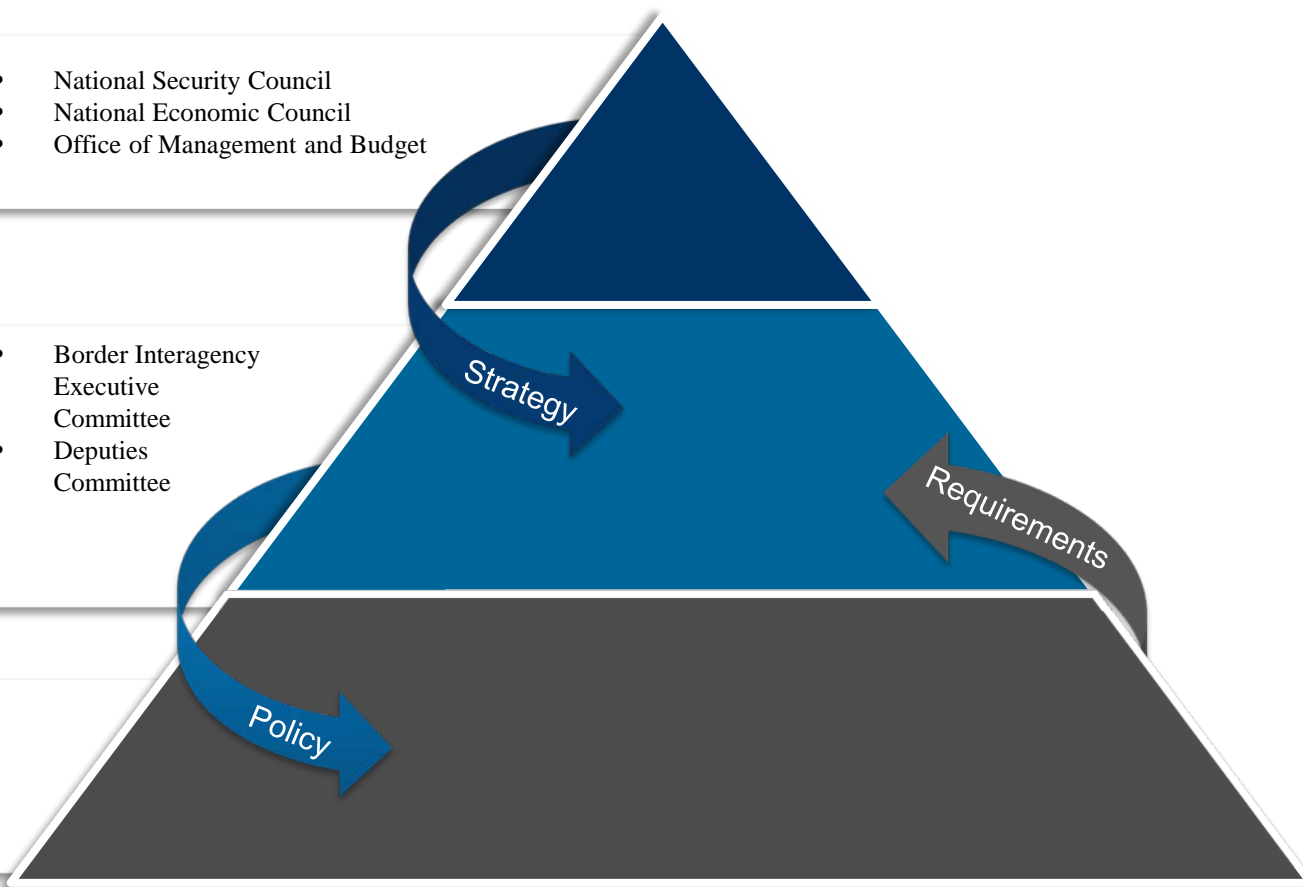 • National Security Council
• National Economic Council
• Office of Management and Budget
• Border Interagency
Executive
Committee
• Deputies
Committee
Strategy
Requirements
Policy